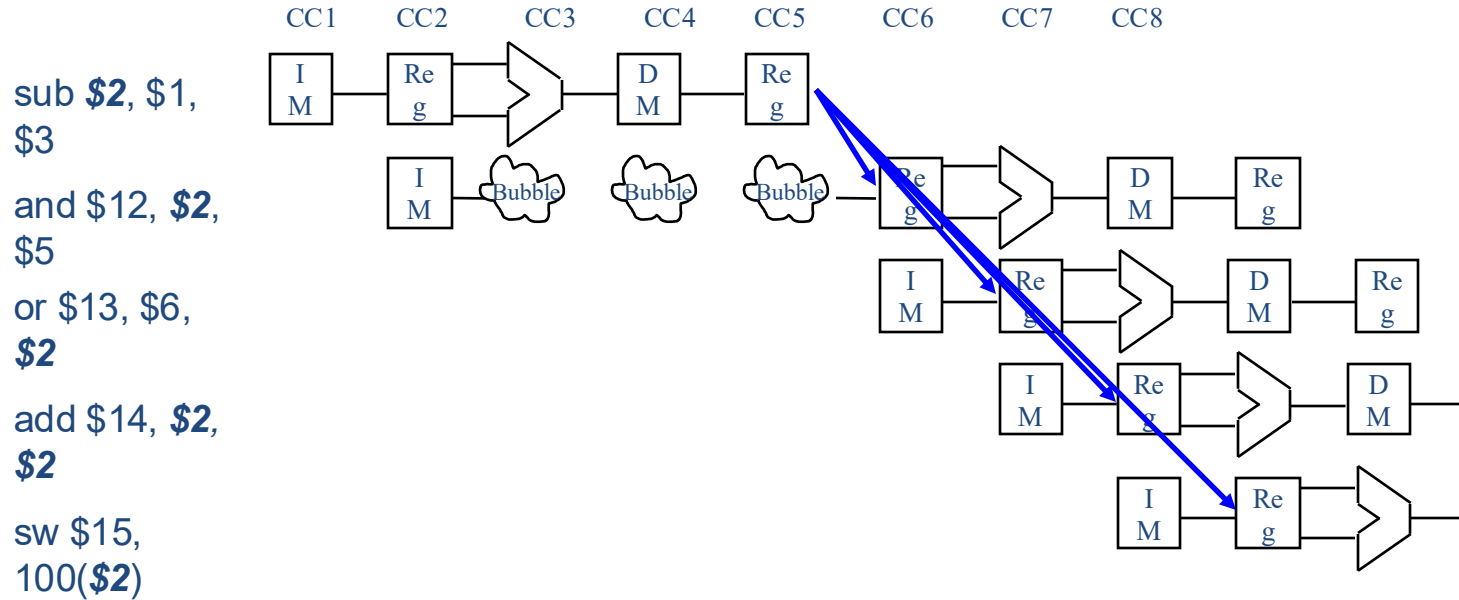 CC1 CC2 CC3 CC4 CC5 CC6 CC7 CC8
sub $2, $1,
$3
I
M
Re
g
D
M
Re
g
and $12, $2,
$5
I
M
Bubble
Bubble
Bubble
Re
g
D
M
Re
g
or $13, $6,
$2
I
M
Re
g
D
M
Re
g
add $14, $2,
$2
I
M
Re
g
D
M
sw $15,
100($2)
I
M
Re
g